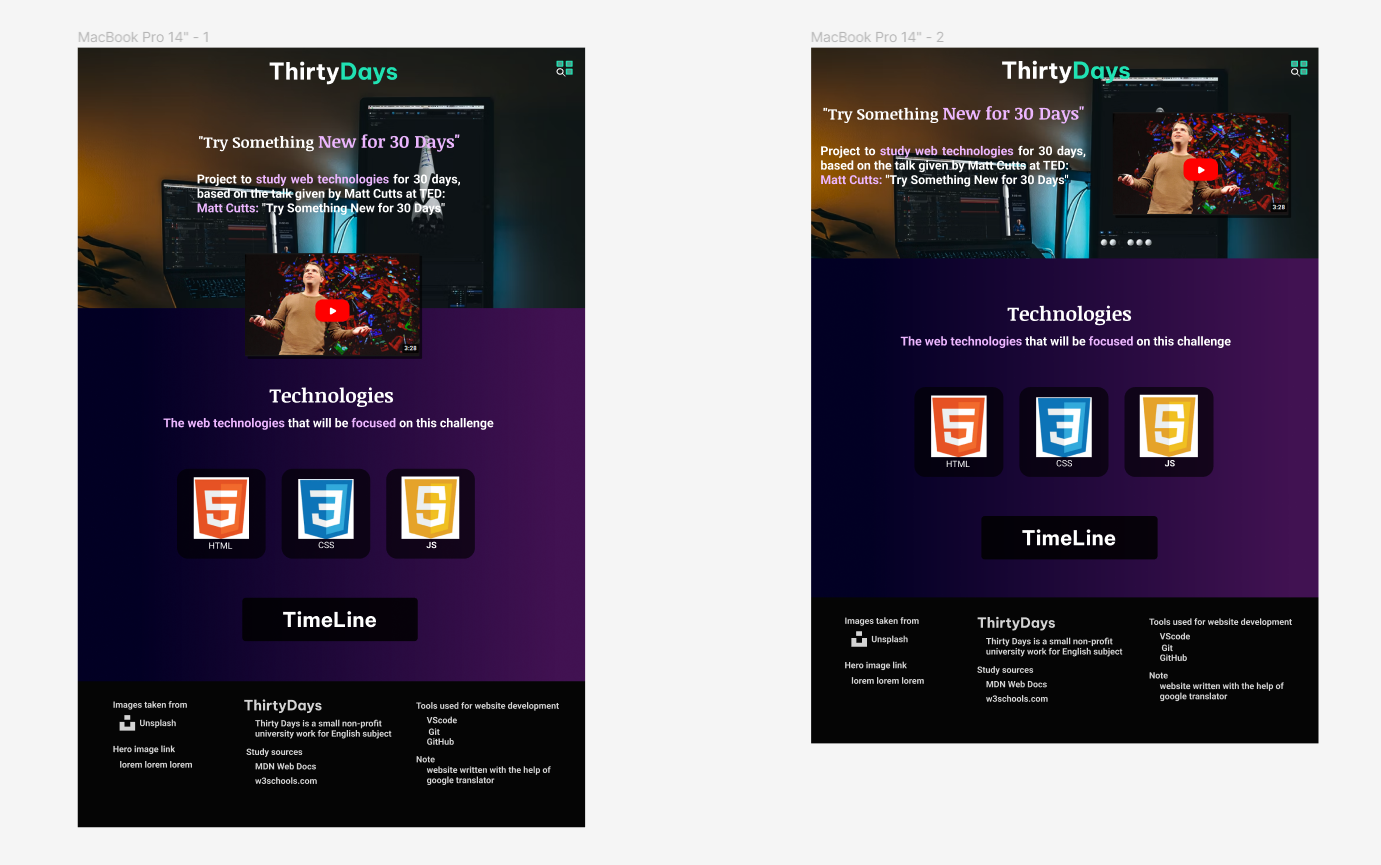 MacBook Pro 14" - 1
ThirtyDays
"Try Something New for 30 Days"
Project to study web technologies for 30 days,
based on the talk given by Matt Cutts at TED:
Matt Cutts: "Try Something New for 30 Days"
3:28
Technologies
The web technologies that will be focused on this challenge
HTML
CSS
JS
TimeLine
Images taken from
Unsplash
Hero image link
lorem lorem lorem
ThirtyDays
Thirty Days is a small non-profit
university work for English subject
Study sources
MDN Web Docs
w3schools.com
Tools used for website development
VScode
Git
GitHub
Note
website written with the help of
google translator
MacBook Pro 14" - 2
ThirtyDays
"Try Something New for 30 Days"
Project to study web technologies for 30 days,
based on the talk given by Matt Cutts at TED:
Matt Cutts: "Try Something New for 30 Days"
3:28
Technologies
The web technologies that will be focused on this challenge
HTML
CSS
JS
TimeLine
Images taken from
Unsplash
Hero image link
lorem lorem lorem
ThirtyDays
Thirty Days is a small non-profit
university work for English subject
Study sources
MDN Web Docs
w3schools.com
Tools used for website development
VScode
Git
GitHub
Note
website written with the help of
google translator